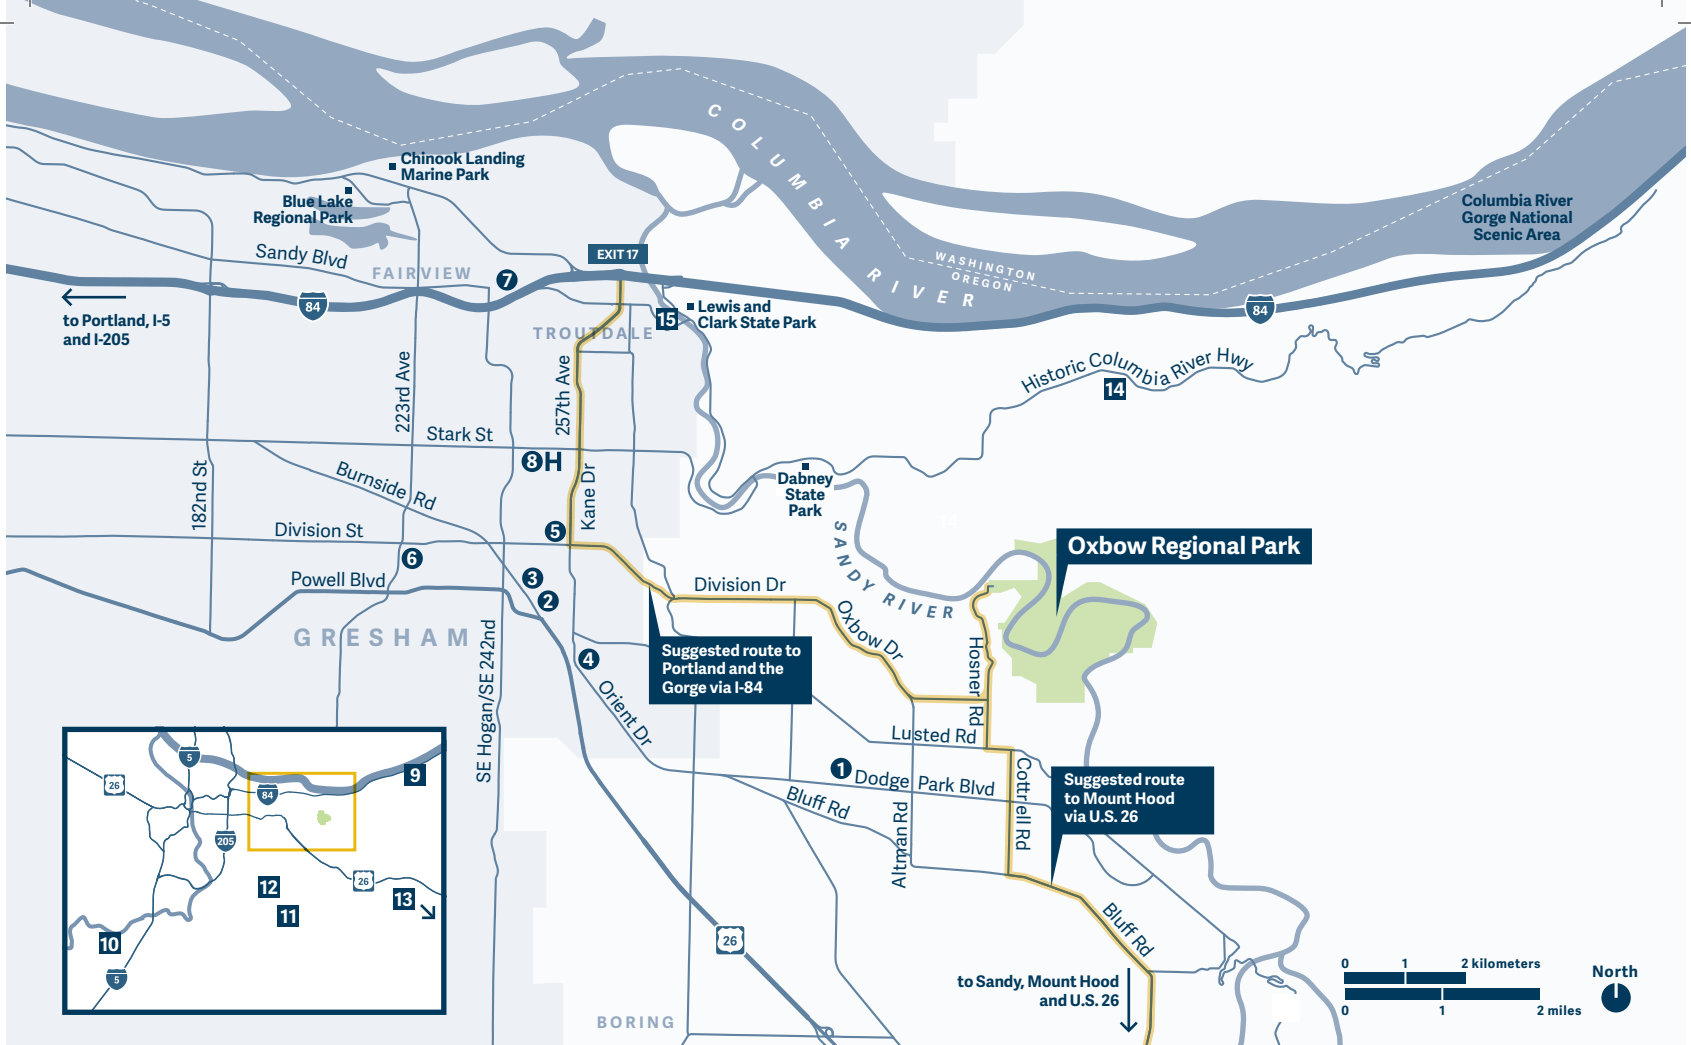 COLUMBIA RIVER
Chinook Landing
Marine Park
Blue Lake
Regional Park
Columbia River
Gorge National
Scenic Area
Sandy Blvd
FAIRVIEW
7
EXIT 17
WASHINGTON
OREGON
84
84
to Portland, I-5
and I-205
TROUTDALE
15
Lewis and
Clark State Park
Historic Columbia River Hwy
14
223rd Ave
257th Ave
Stark St
8H
Burnside Rd
182nd St
Kane Dr
Dabney
State
Park
14
SANDY RIVER
Division St
5
6
Oxbow Regional Park
Powell Blvd
3
2
Division Dr
Oxbow Dr
GRESHAM
Hosner Rd
4
Suggested route to
Portland and the
Gorge via I-84
SE Hogan/SE 242nd
Orient Dr
Lusted Rd
1
Dodge Park Blvd
Cottrell Rd
Suggested route
to Mount Hood
via U.S. 26
Bluff Rd
Altman Rd
5
26
84
9
205
12
26
11
13
10
5
26
Bluff Rd
to Sandy, Mount Hood
and U.S. 26
BORING
0 1 2 kilometers
0 1 2 miles
North